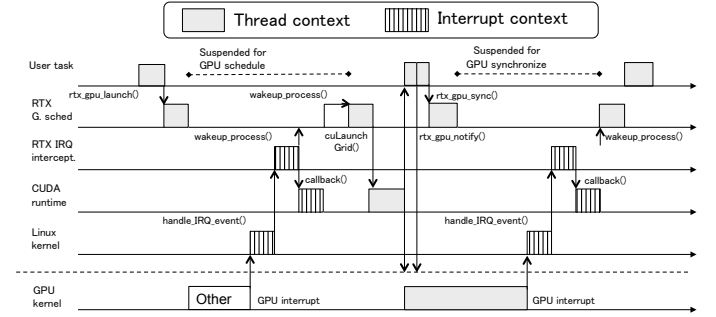 Thread context
Interrupt context
User task
Suspended for
GPU schedule
Suspended for
GPU synchronize
rtx_gpu_launch()
wakeup_process()
rtx_gpu_sync()
RTX
G. sched
wakeup_process()
cuLaunch
Grid()
rtx_gpu_notify()
wakeup_process()
RTX IRQ
intercept.
callback()
callback()
CUDA
runtime
handle_IRQ_event()
handle_IRQ_event()
Linux
kernel
GPU
kernel
Other
GPU interrupt
GPU interrupt